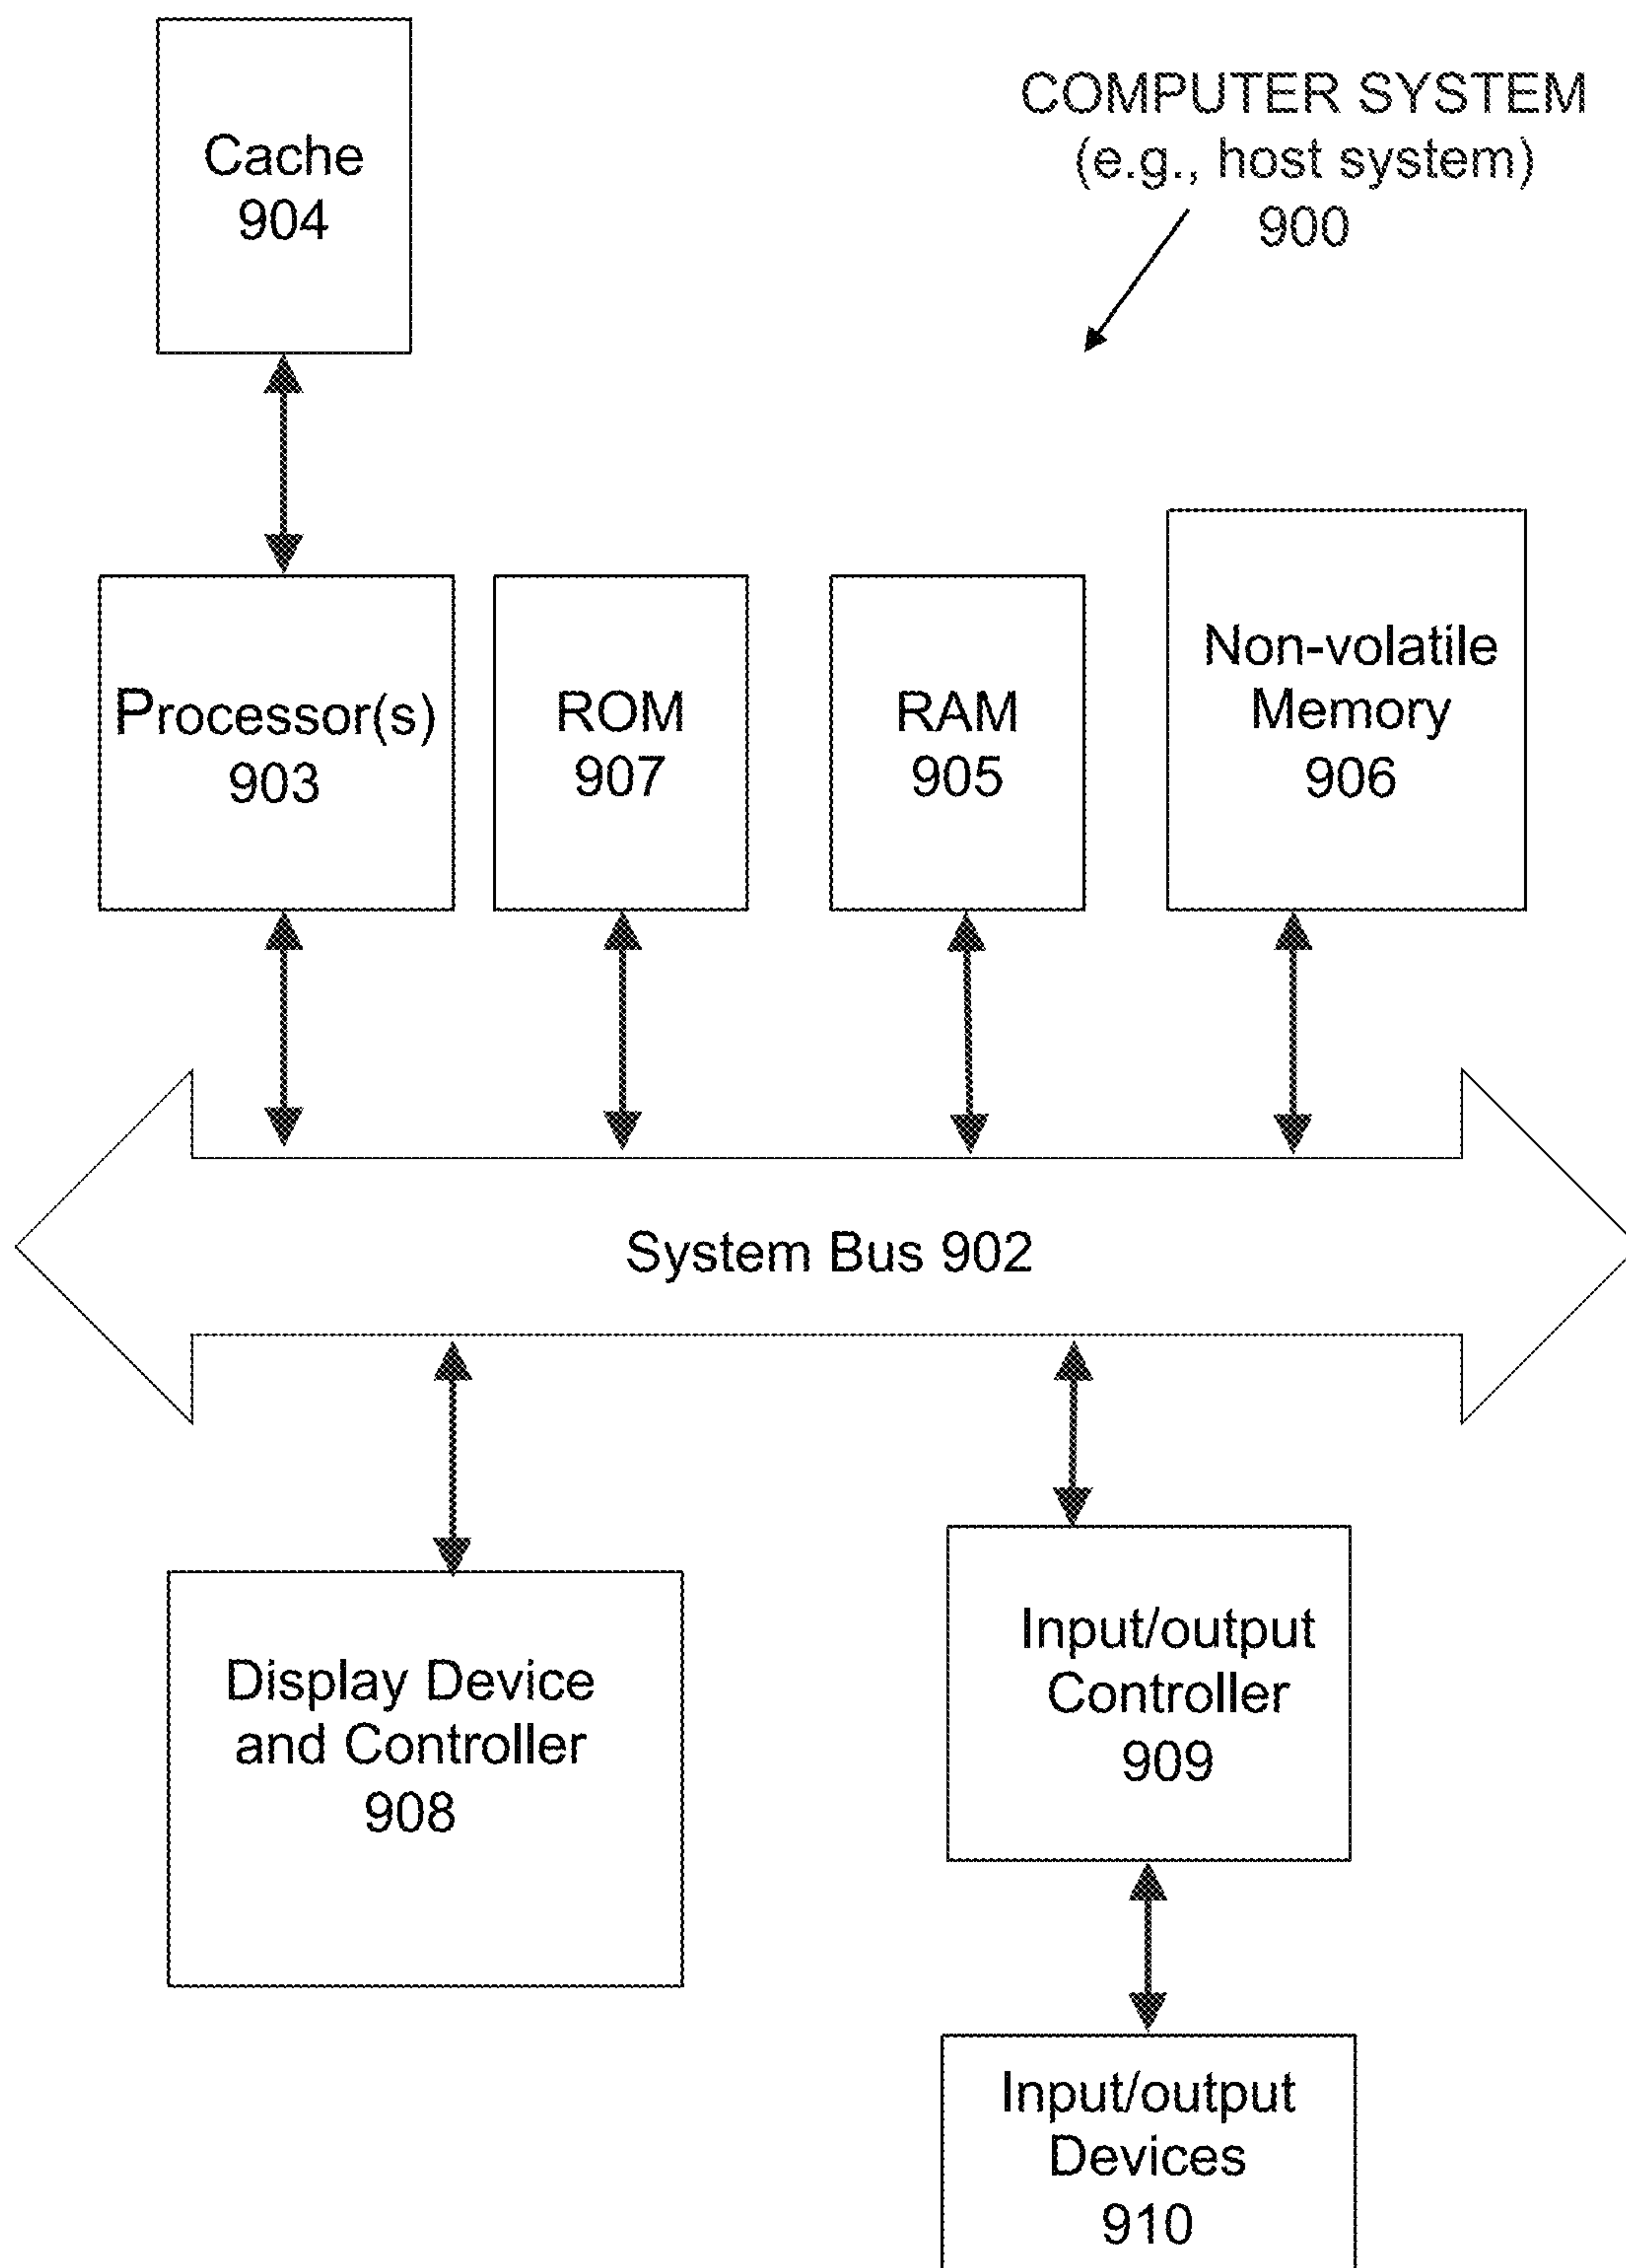 Cache
904
COMPUTER SYSTEM
(e.g., host system)
900
Processor(s)
903
ROM
907
RAM
905
Non-volatile
Memory
906
System Bus 902
Display Device
and Controller
908
Input/output
Controller
909
Input/output
Devices
910